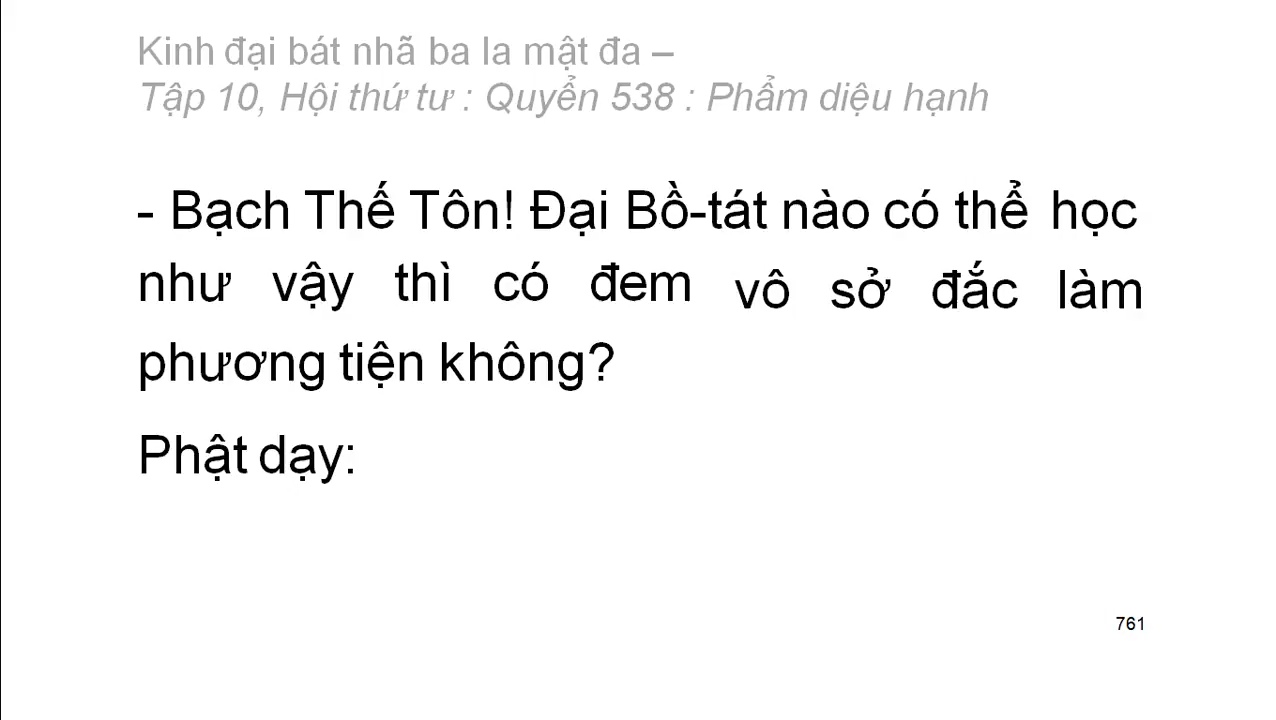 Kinh đại bát nhã ba la mật đa –
Tập 10, Hội thứ tư : Quyển 538 : Phẩm diệu hạnh
- Bạch Thế Tôn! Đại Bồ-tát nào có thể học
như vậy thì có đem vô sở đắc làm
phương tiện không?
Phật dạy:
761